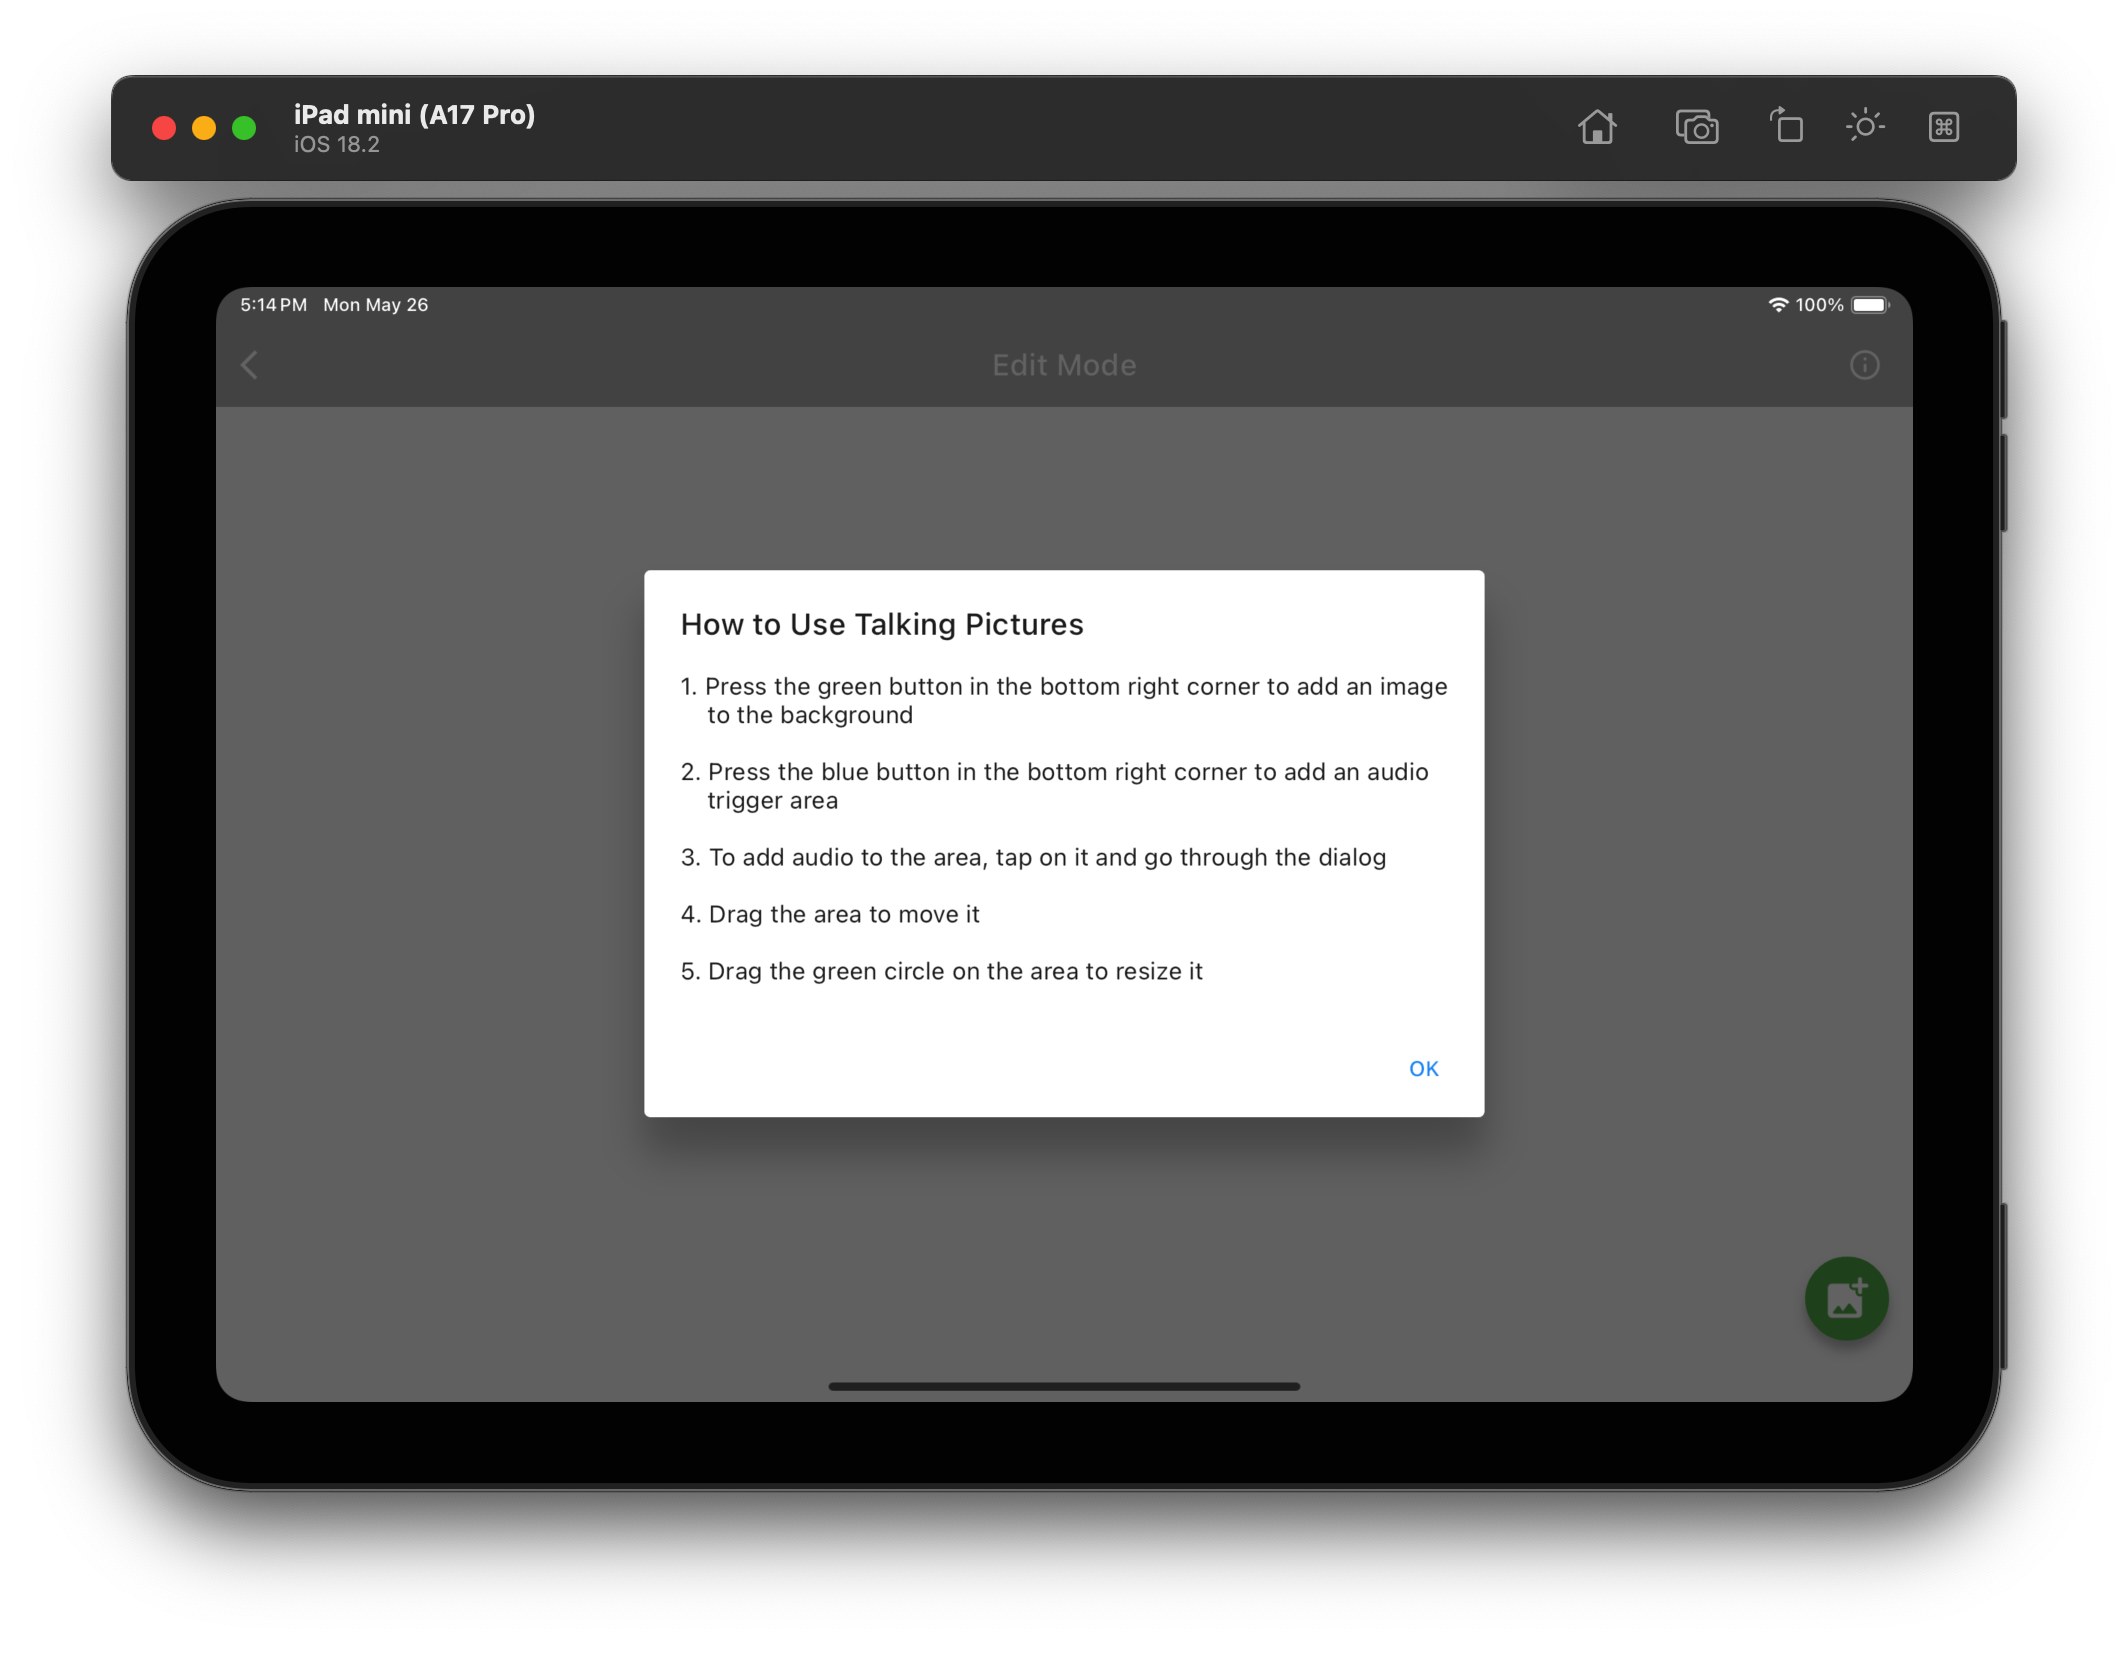 iPad mini (A17 Pro)
iOS 18.2
5:14 PM Mon May 26
100%
Edit Mode
How to Use Talking Pictures
1. Press the green button in the bottom right corner to add an image
to the background
2. Press the blue button in the bottom right corner to add an audio
trigger area
3. To add audio to the area, tap on it and go through the dialog
4. Drag the area to move it
5. Drag the green circle on the area to resize it
OK